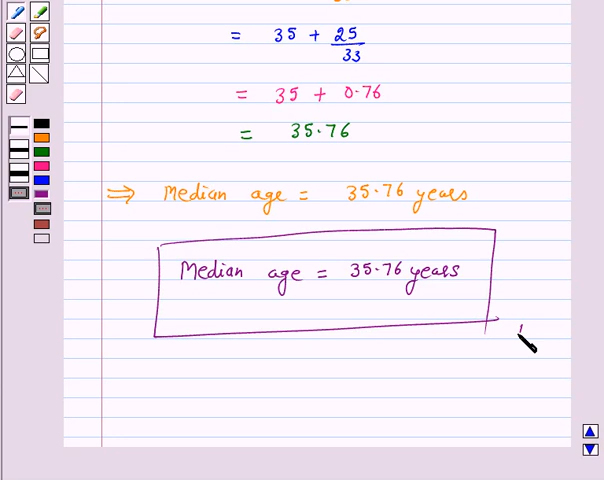 = 35 + 25/33
= 35 + 0.76
= 35.76
⇒ Median age = 35.76 years
Median age = 35.76 years